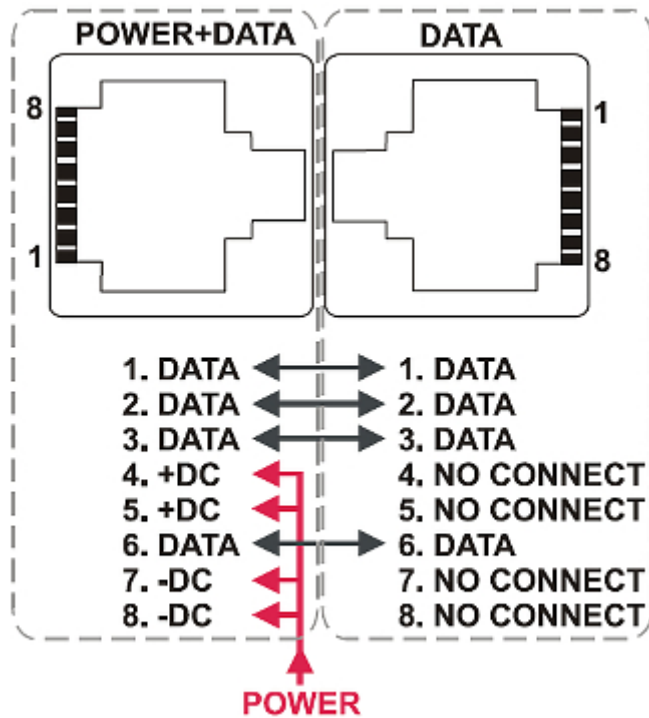 POWER+DATA DATA
8 1
1 8
1. DATA 1. DATA
2. DATA 2. DATA
3. DATA 3. DATA
4. +DC 4. NO CONNECT
5. +DC 5. NO CONNECT
6. DATA 6. DATA
7. -DC 7. NO CONNECT
8. -DC 8. NO CONNECT
POWER